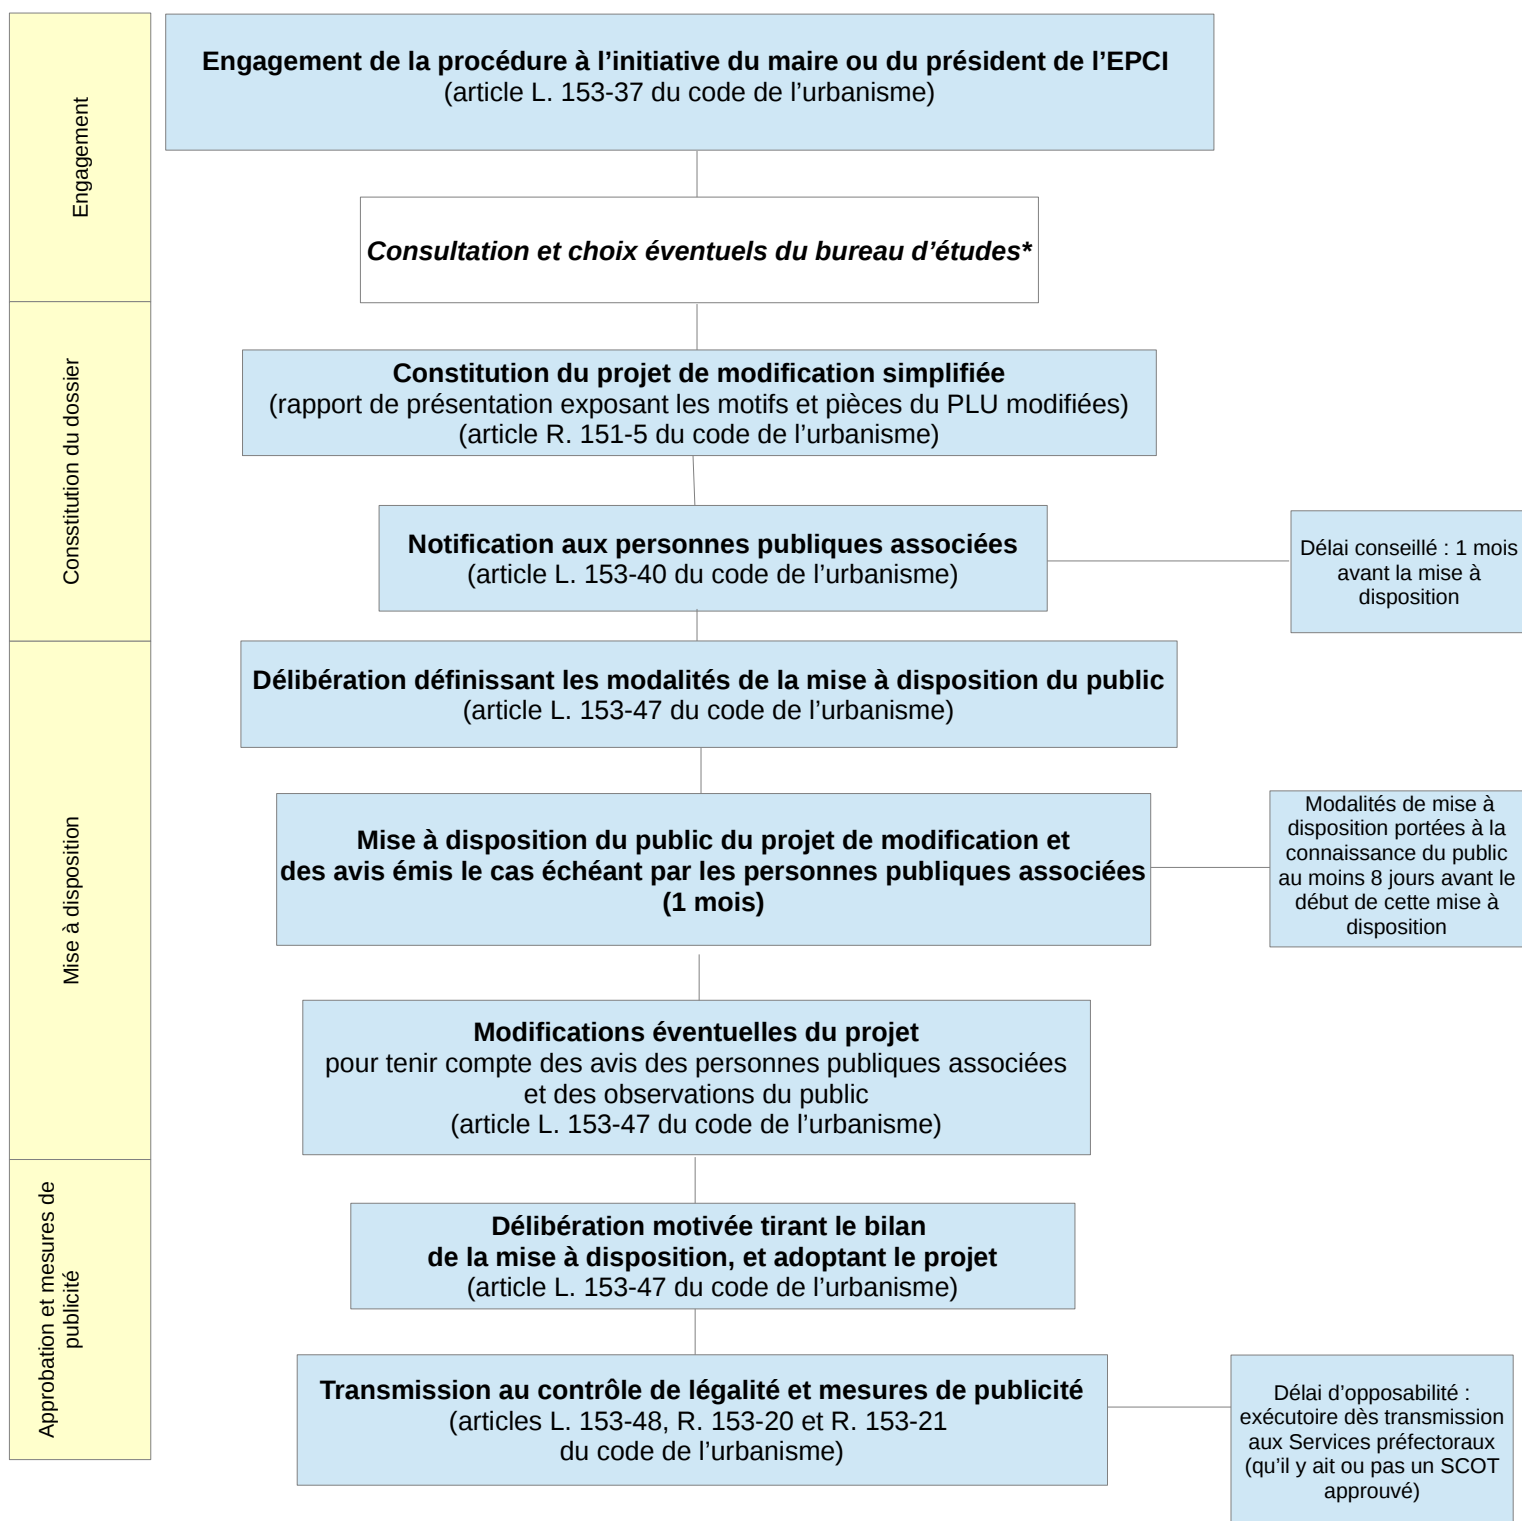 Engagement
Engagement de la procédure à l’initiative du maire ou du président de l’EPCI
(article L. 153-37 du code de l’urbanisme)
Consultation et choix éventuels du bureau d’études*
Consstitution du dossier
Constitution du projet de modification simplifiée
(rapport de présentation exposant les motifs et pièces du PLU modifiées)
(article R. 151-5 du code de l’urbanisme)
Notification aux personnes publiques associées
(article L. 153-40 du code de l’urbanisme)
Délai conseillé : 1 mois
avant la mise à
disposition
Mise à disposition
Délibération définissant les modalités de la mise à disposition du public
(article L. 153-47 du code de l’urbanisme)
Mise à disposition du public du projet de modification et
des avis émis le cas échéant par les personnes publiques associées
(1 mois)
Modalités de mise à
disposition portées à la
connaissance du public
au moins 8 jours avant le
début de cette mise à
disposition
Modifications éventuelles du projet
pour tenir compte des avis des personnes publiques associées
et des observations du public
(article L. 153-47 du code de l’urbanisme)
Approbation et mesures de
publicité
Délibération motivée tirant le bilan
de la mise à disposition, et adoptant le projet
(article L. 153-47 du code de l’urbanisme)
Transmission au contrôle de légalité et mesures de publicité
(articles L. 153-48, R. 153-20 et R. 153-21
du code de l’urbanisme)
Délai d’opposabilité :
exécutoire dès transmission
aux Services préfectoraux
(qu’il y ait ou pas un SCOT
approuvé)